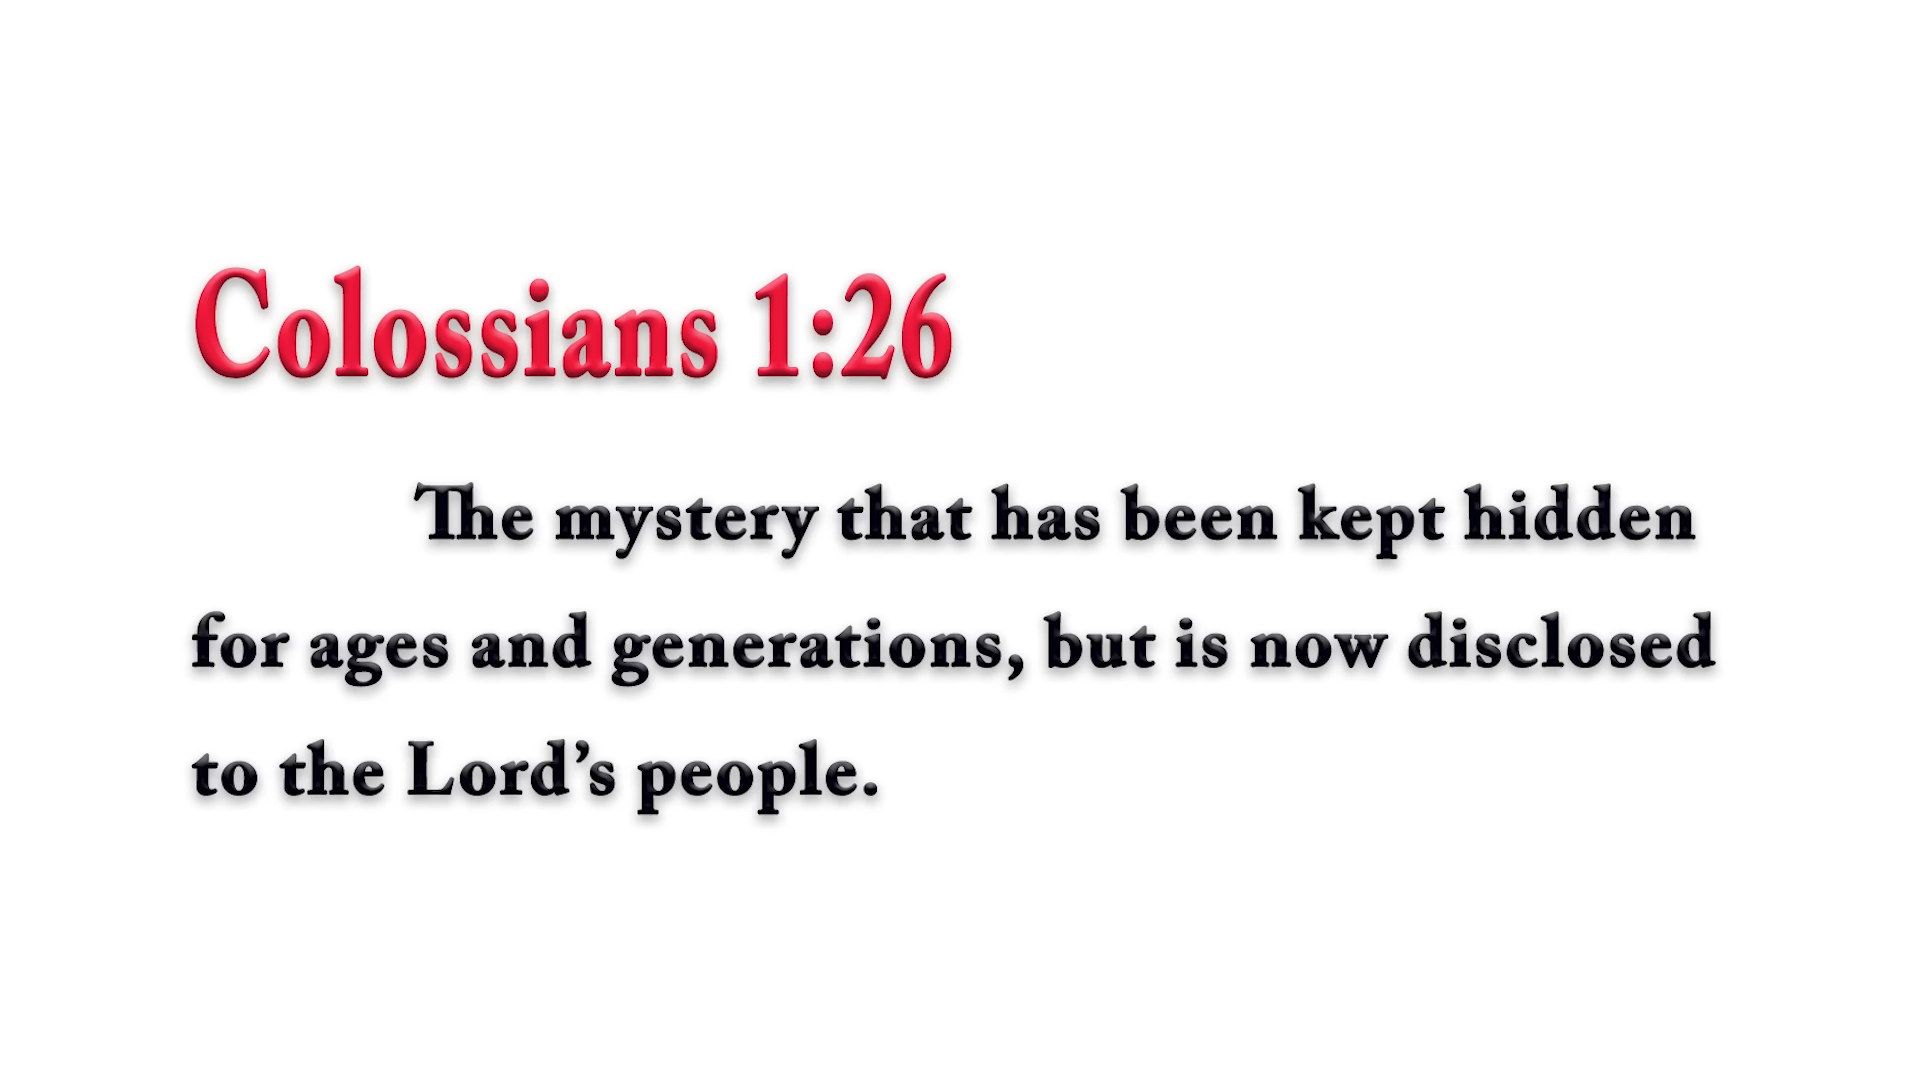 Colossians 1:26
The mystery that has been kept hidden
for ages and generations, but is now disclosed
to the Lord’s people.